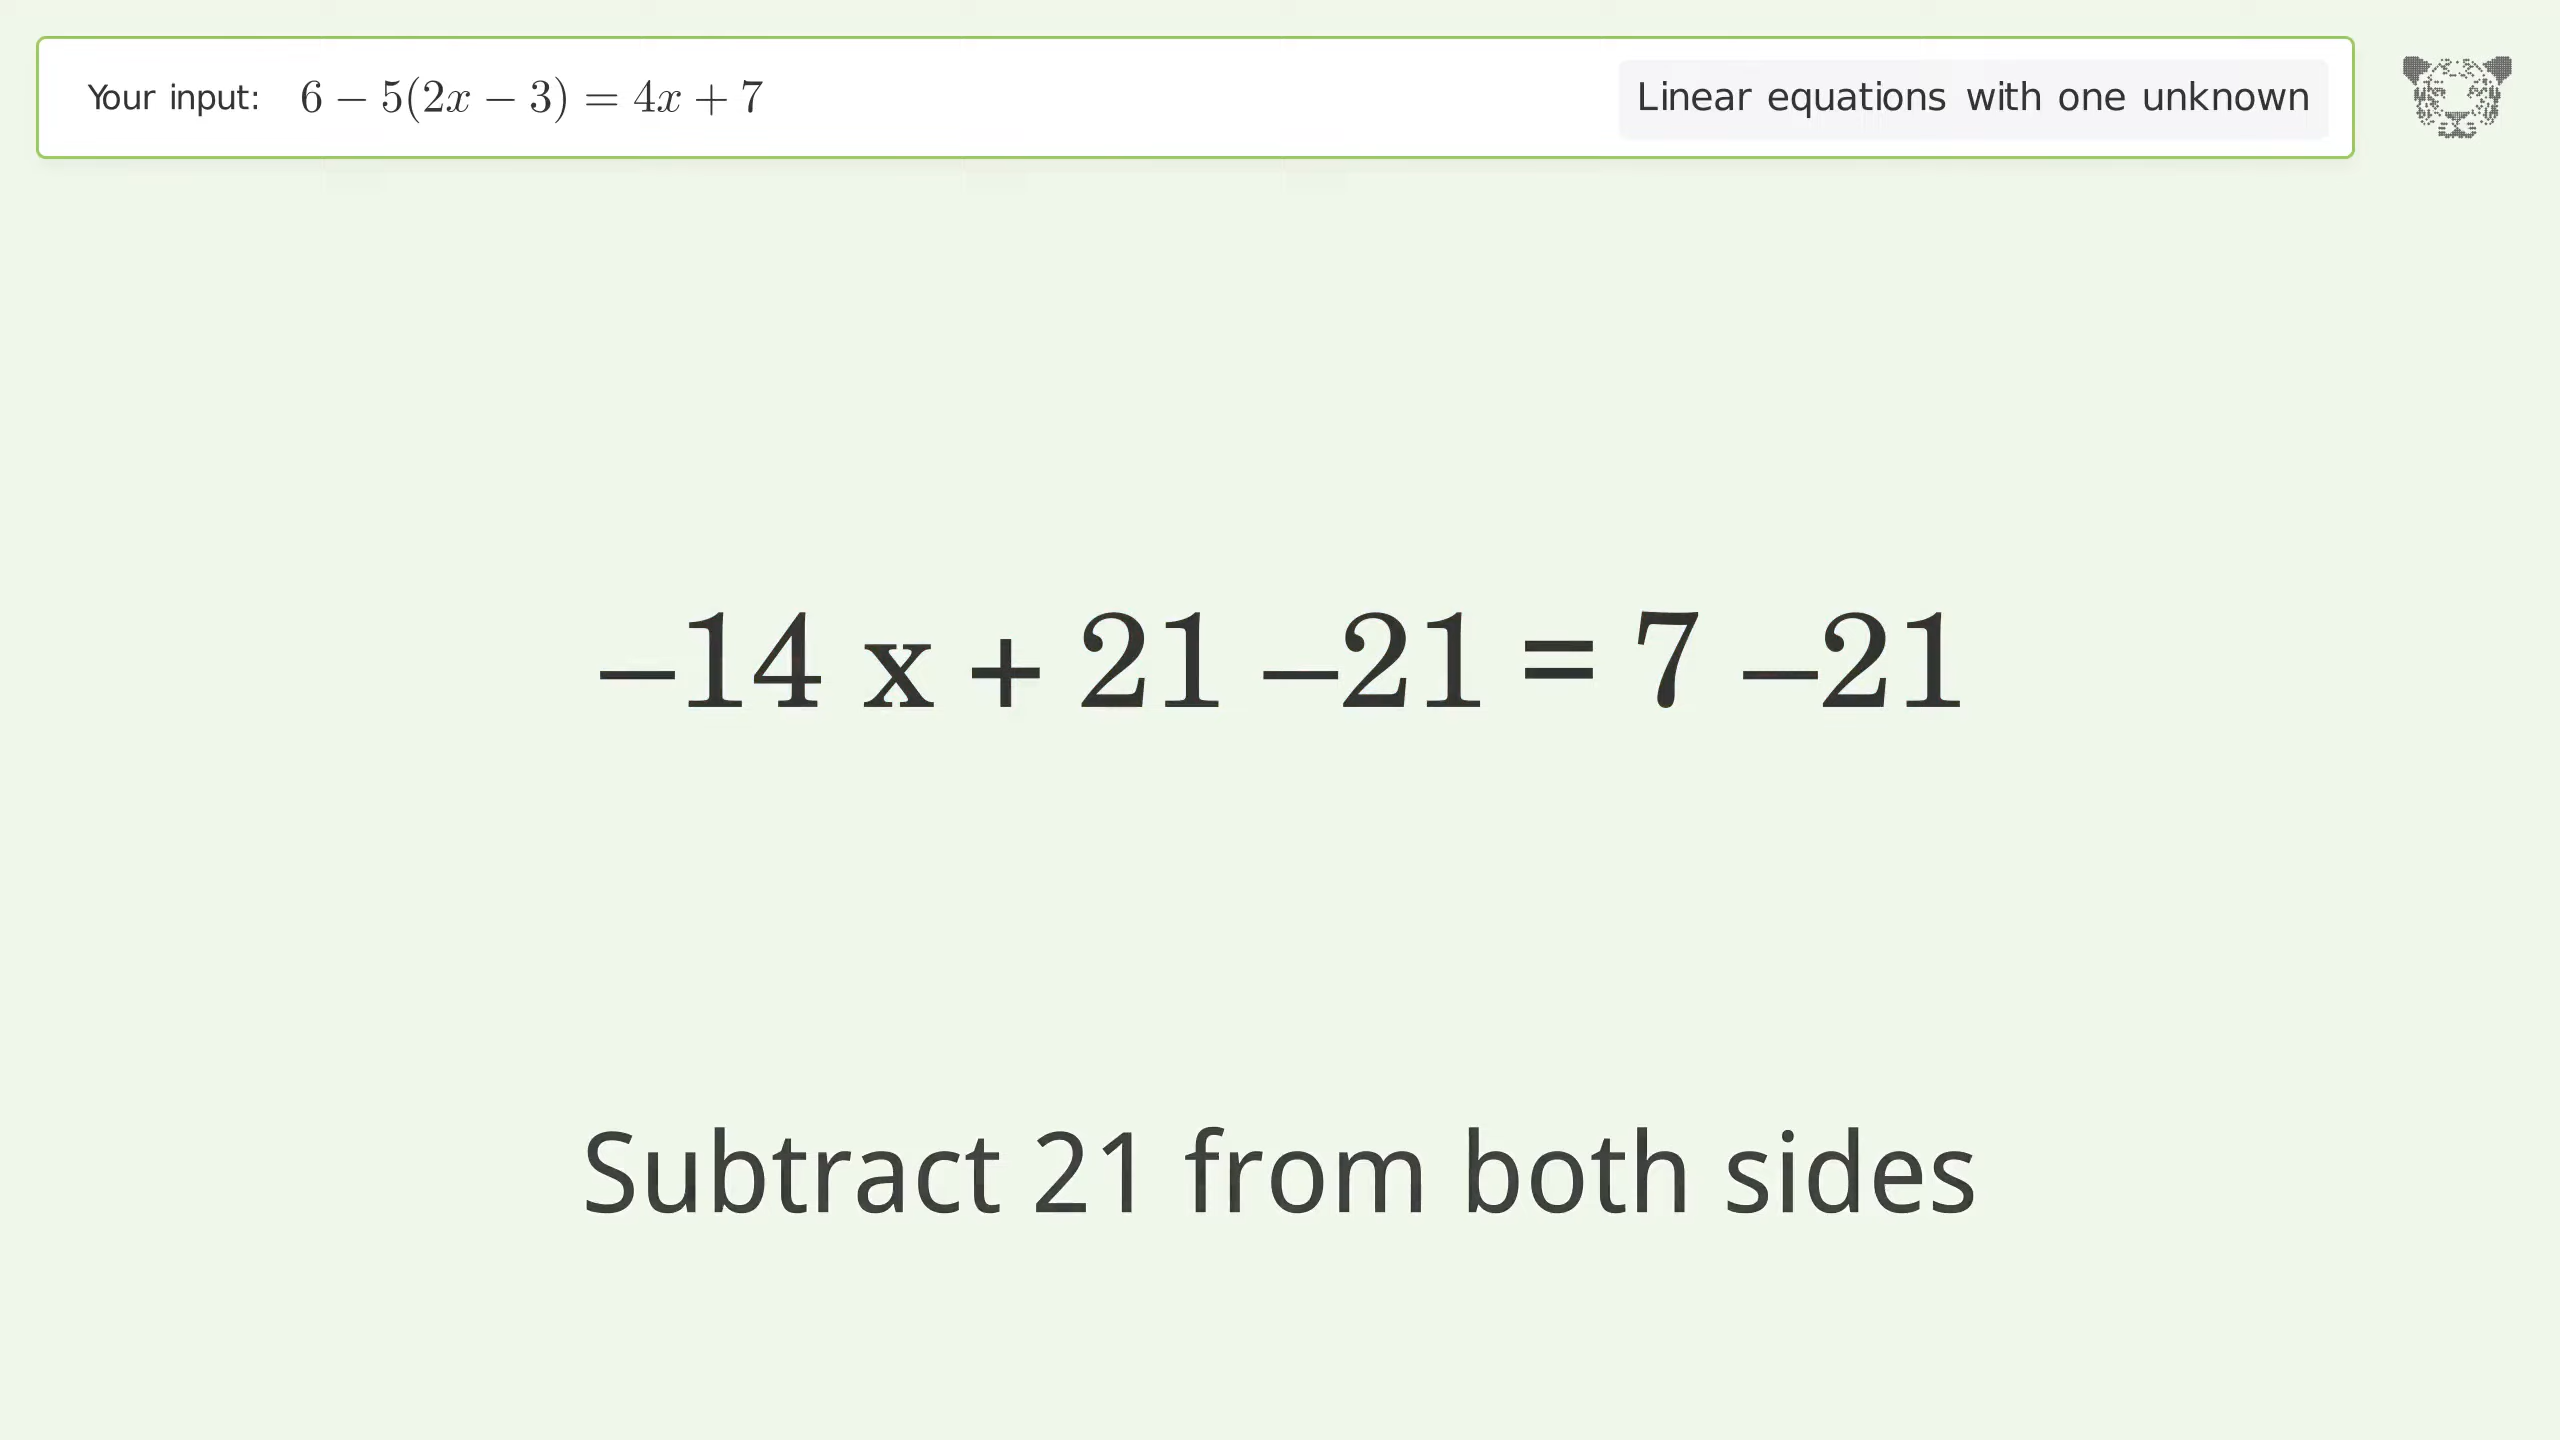 Your input: 6 − 5(2x − 3) = 4x + 7
Linear equations with one unknown
−14 x + 21 −21 = 7 −21
Subtract 21 from both sides